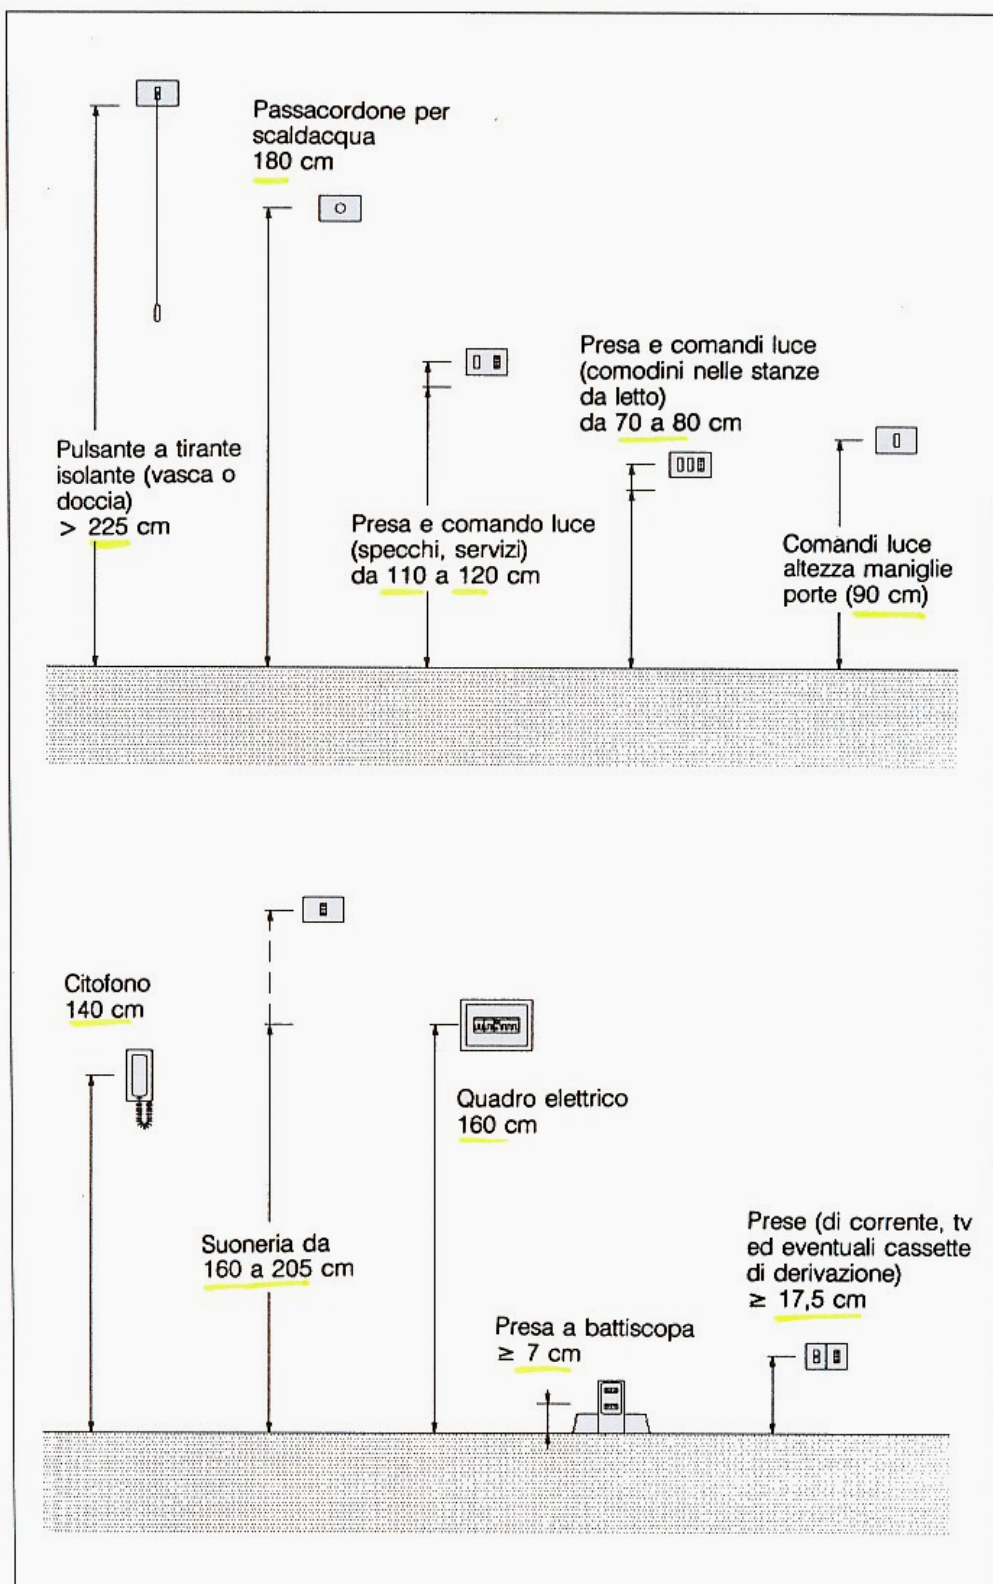 Passacordone per
scaldacqua
180 cm
Presa e comandi luce
(comodini nelle stanze
da letto)
da 70 a 80 cm
Pulsante a tirante
isolante (vasca o
doccia)
> 225 cm
Presa e comando luce
(specchi, servizi)
da 110 a 120 cm
Comandi luce
altezza maniglie
porte (90 cm)
Citofono
140 cm
Quadro elettrico
160 cm
Suoneria da
160 a 205 cm
Prese (di corrente, tv
ed eventuali cassette
di derivazione)
≥ 17,5 cm
Presa a battiscopa
≥ 7 cm